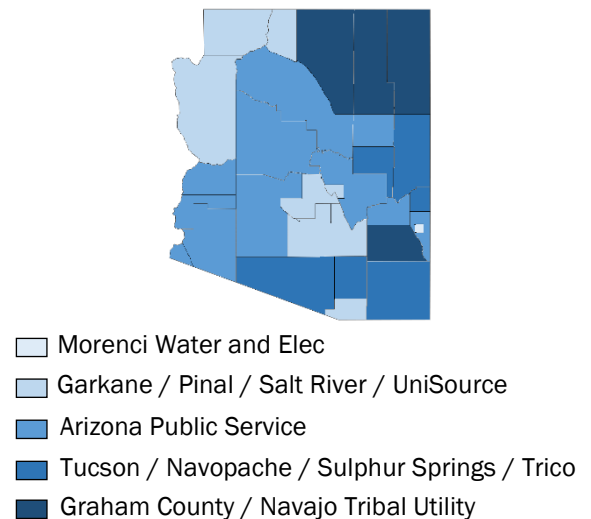 Morenci Water and Elec
Garkane / Pinal / Salt River / UniSource
Arizona Public Service
Tucson / Navopache / Sulphur Springs / Trico
Graham County / Navajo Tribal Utility